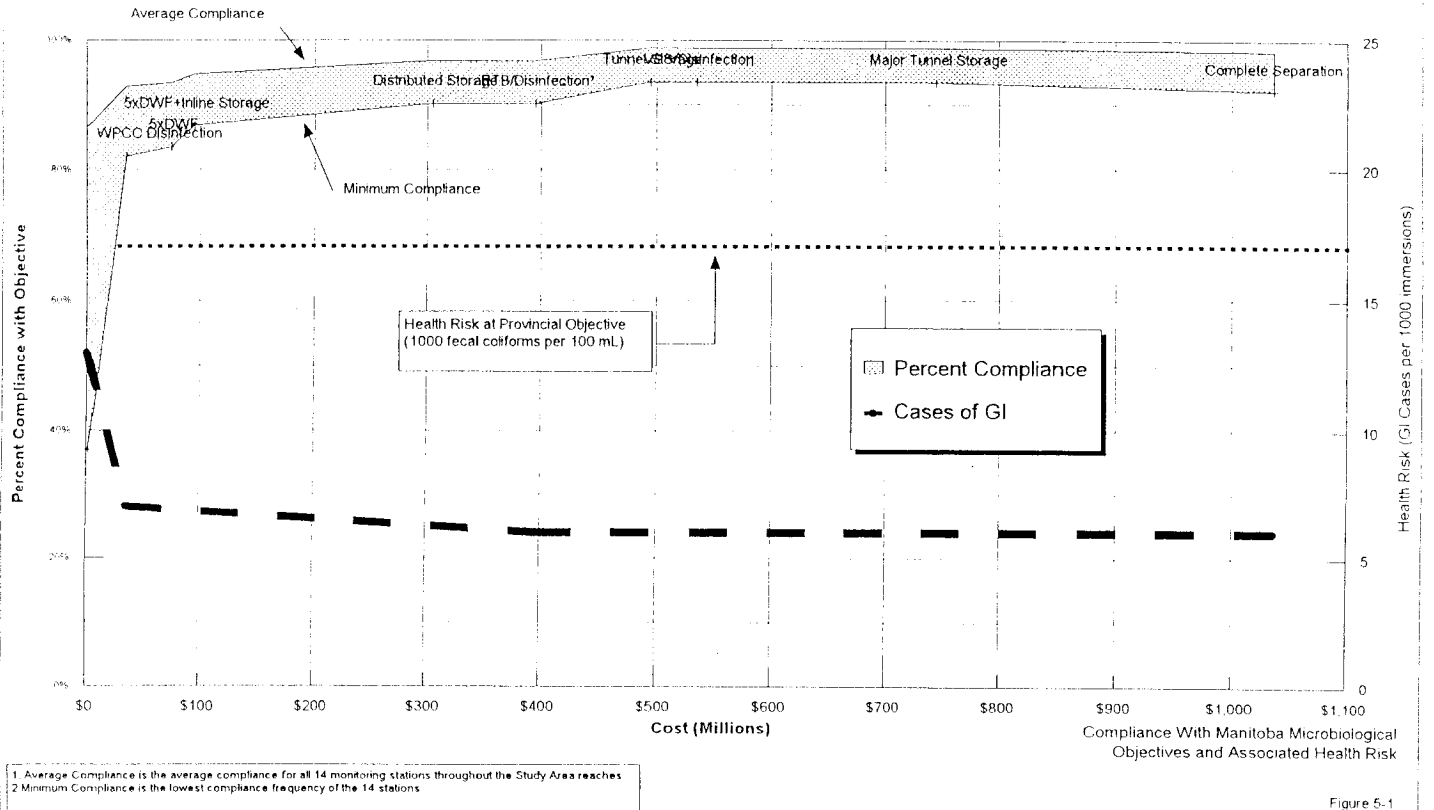 Average Compliance
100%
80%
60%
40%
20%
0%
Percent Compliance with Objective
5xDWF+Inline Storage
5xDWF
WPCC Disinfection
Distributed Storage
RTB/Disinfection
Major Tunnel Storage
Complete Separation
Minimum Compliance
Health Risk at Provincial Objective
(1000 fecal coliforms per 100 mL)
Percent Compliance
Cases of GI
25
20
15
10
5
0
Health Risk (GI Cases per 1000 immersions)
$0 $100 $200 $300 $400 $500 $600 $700 $800 $900 $1,000 $1,100
Cost (Millions)
Compliance With Manitoba Microbiological
Objectives and Associated Health Risk
1. Average Compliance is the average compliance for all 14 monitoring stations throughout the Study Area reaches
2 Minimum Compliance is the lowest compliance frequency of the 14 stations
Figure 5-1